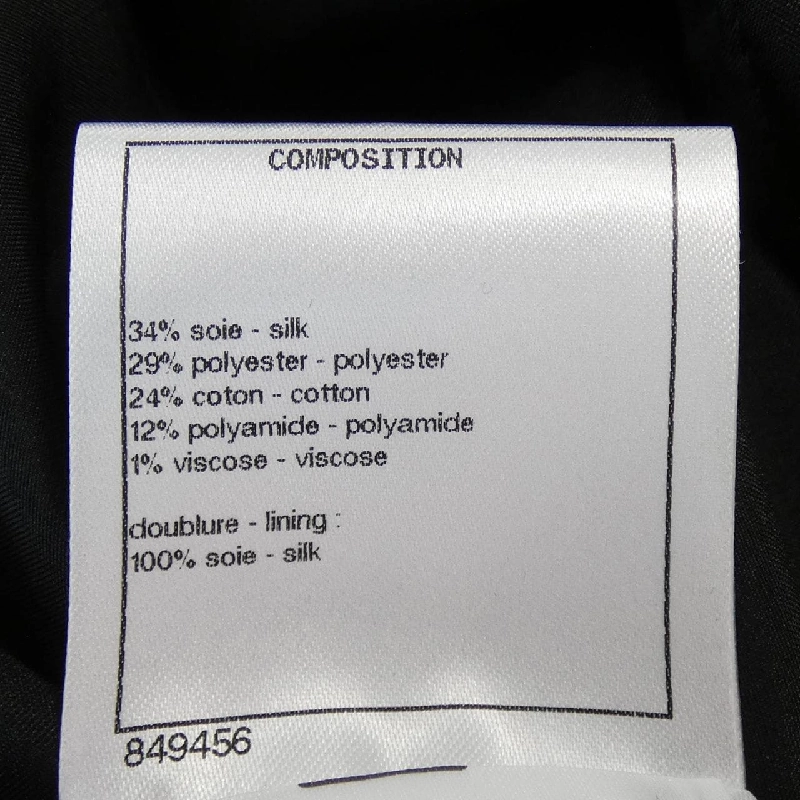 COMPOSITION
34% soie - silk
29% polyester - polyester
24% coton - cotton
12% polyamide - polyamide
1% viscose - viscose
doublure - lining :
100% soie - silk
849456